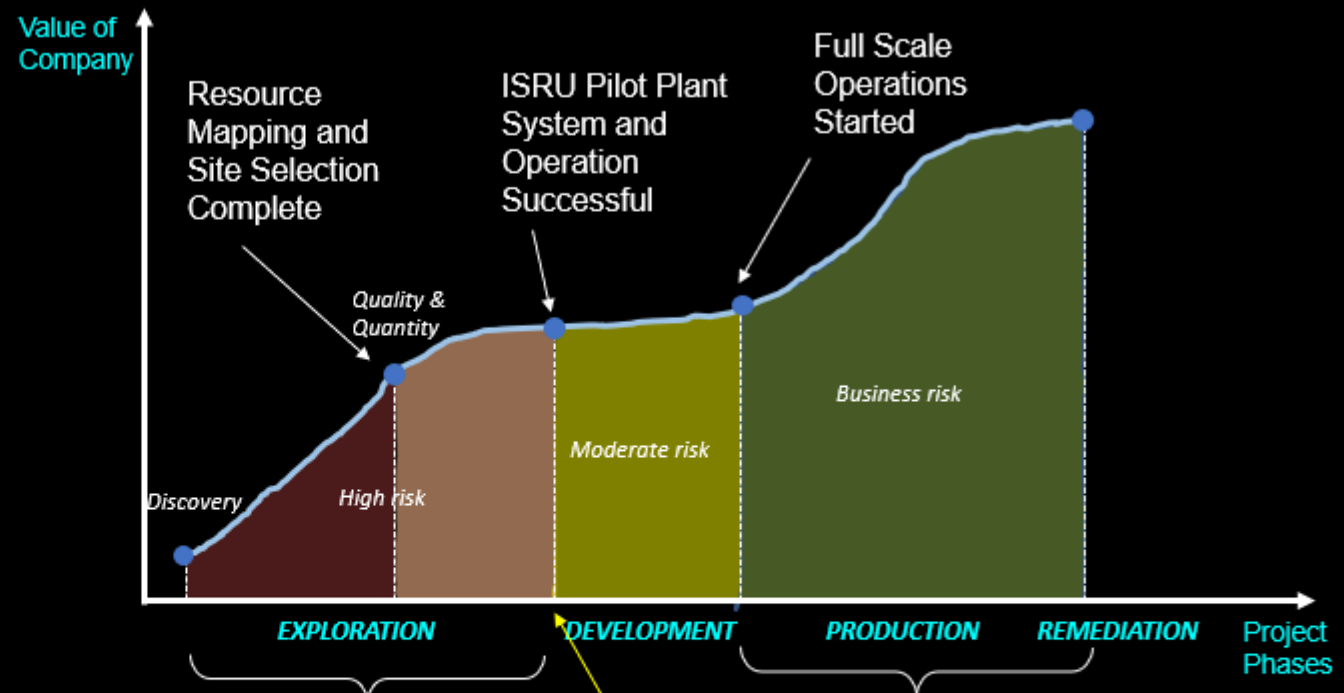 Value of
Company
Resource
Mapping and
Site Selection
Complete
ISRU Pilot Plant
System and
Operation
Successful
Full Scale
Operations
Started
Quality &
Quantity
Discovery
High risk
Moderate risk
Business risk
EXPLORATION
DEVELOPMENT
PRODUCTION
REMEDIATION
Project
Phases